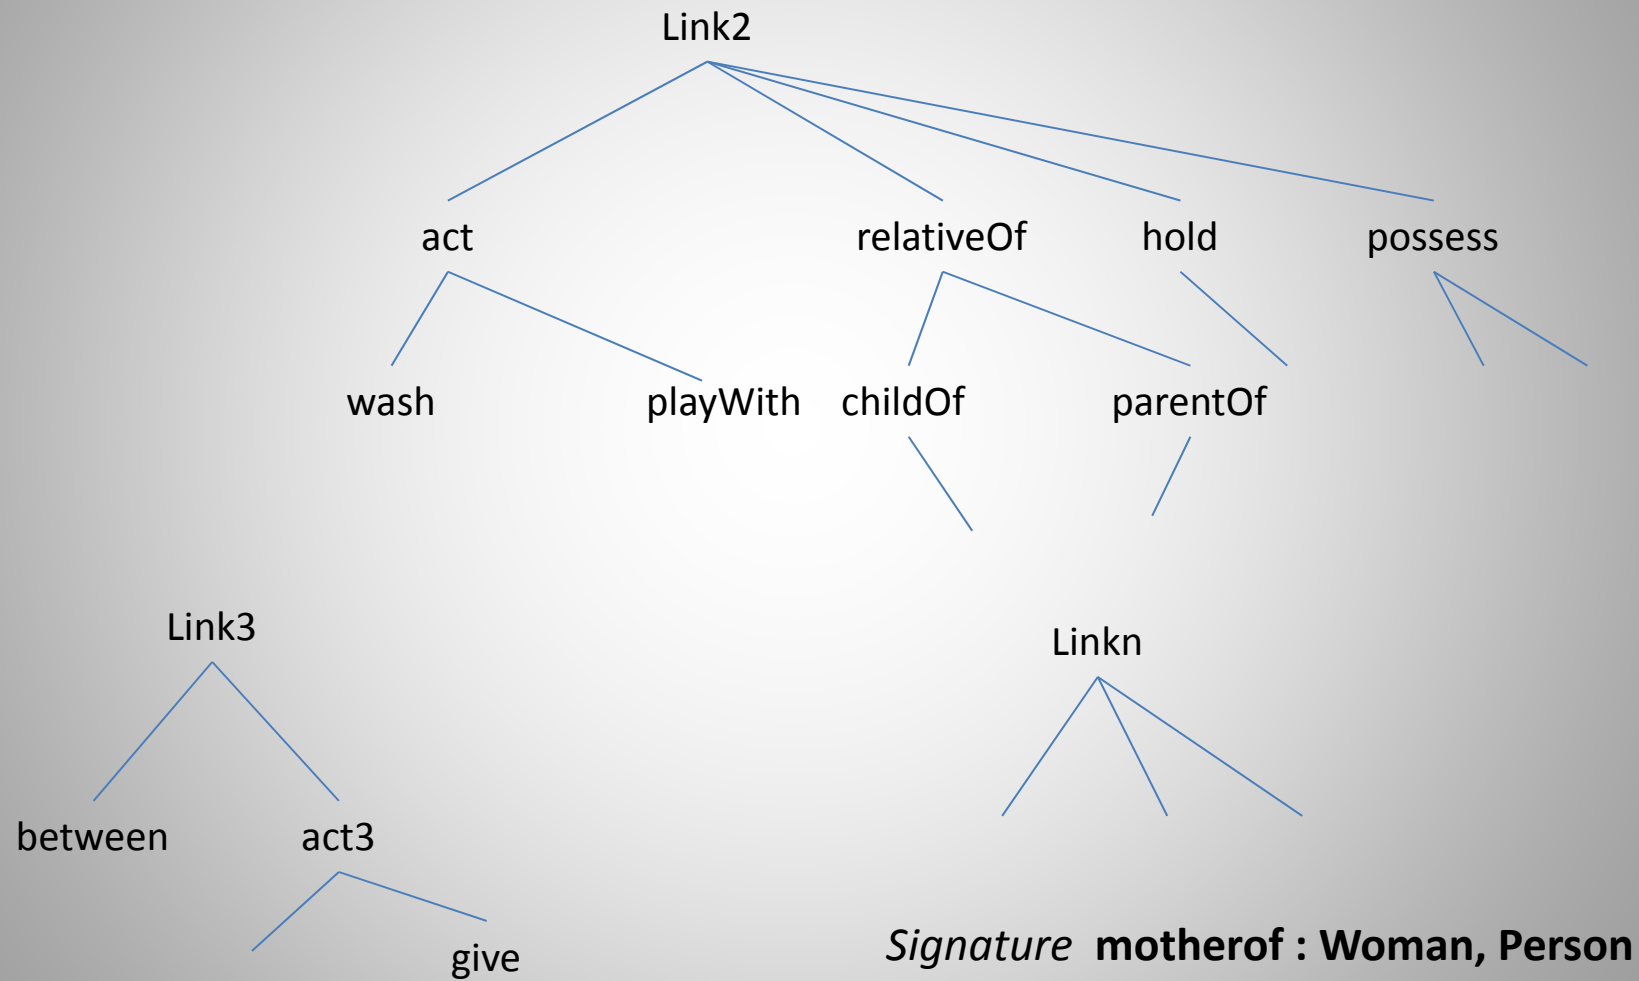 Link2
act relativeOf hold possess
wash playWith childOf parentOf
Link3
Linkn
between act3
give
Signature motherof : Woman, Person